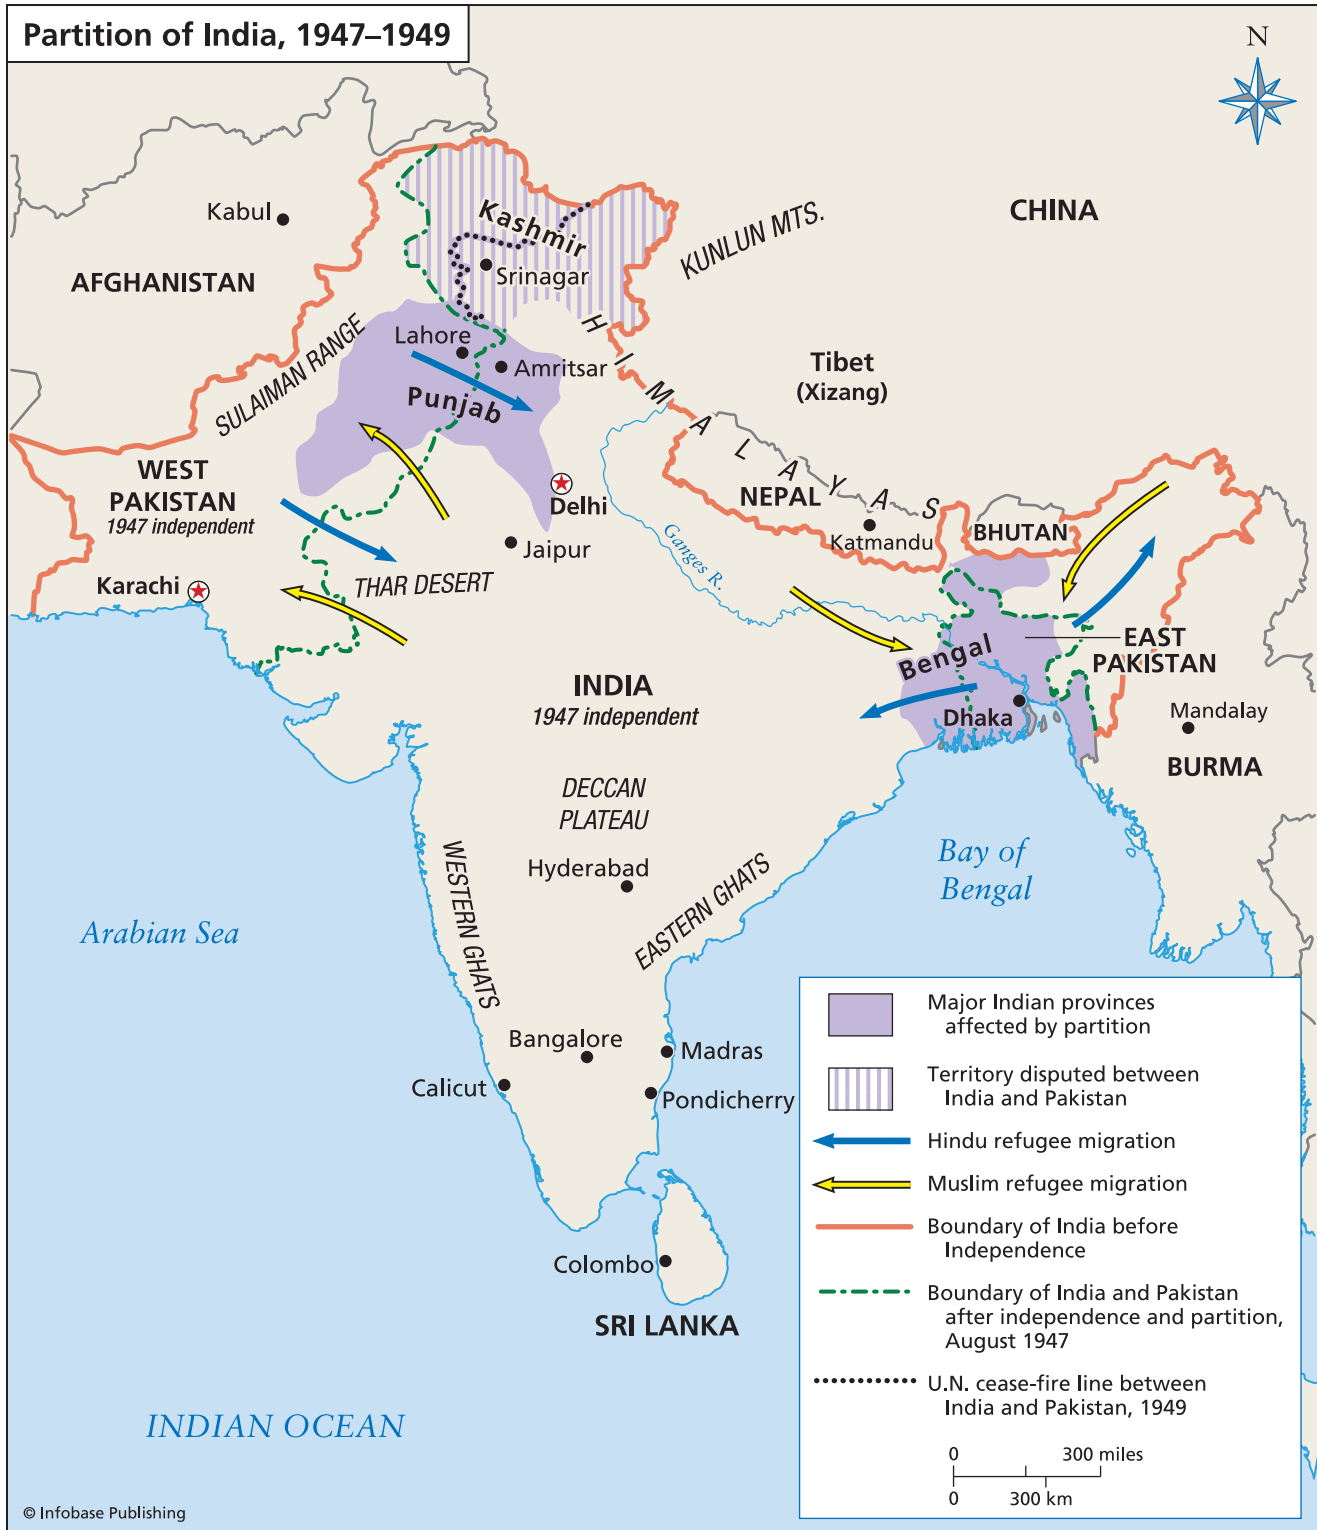 Partition of India, 1947–1949
N
Kabul
AFGHANISTAN
Kashmir
Srinagar
KUNLUN MTS.
CHINA
SULAIMAN RANGE
Lahore
Amritsar
Punjab
HIMALAYAS
Tibet
(Xizang)
WEST
PAKISTAN
1947 independent
Delhi
NEPAL
Katmandu
BHUTAN
Jaipur
Ganges R.
Karachi
THAR DESERT
EAST
PAKISTAN
Bengal
INDIA
1947 independent
Dhaka
Mandalay
BURMA
DECCAN
PLATEAU
Hyderabad
WESTERN GHATS
EASTERN GHATS
Bay of
Bengal
Arabian Sea
Bangalore
Madras
Calicut
Pondicherry
Colombo
SRI LANKA
INDIAN OCEAN
Major Indian provinces
affected by partition
Territory disputed between
India and Pakistan
Hindu refugee migration
Muslim refugee migration
Boundary of India before
Independence
Boundary of India and Pakistan
after independence and partition,
August 1947
U.N. cease-fire line between
India and Pakistan, 1949
0 300 miles
0 300 km
© Infobase Publishing